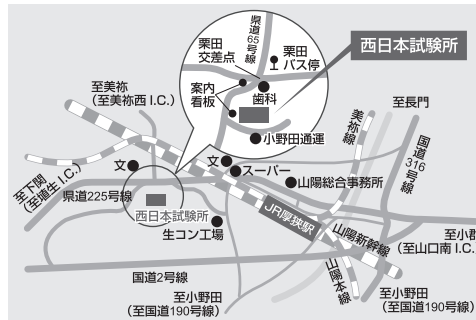 県道65号線
栗田
交差点
栗田
バス停
西日本試験所
案内
看板
歯科
小野田通運
至美祢
(至美祢西I.C.)
至長門
美祢線
国道
316
号線
文
文
スーパー
山陽総合事務所
至下関
(至埴生I.C.)
県道225号線
西日本試験所
生コン工場
JR厚狭駅
山陽新幹線
至小郡
(至山口南I.C.)
山陽本線
国道2号線
至小野田
(至国道190号線)
至小野田
(至国道190号線)